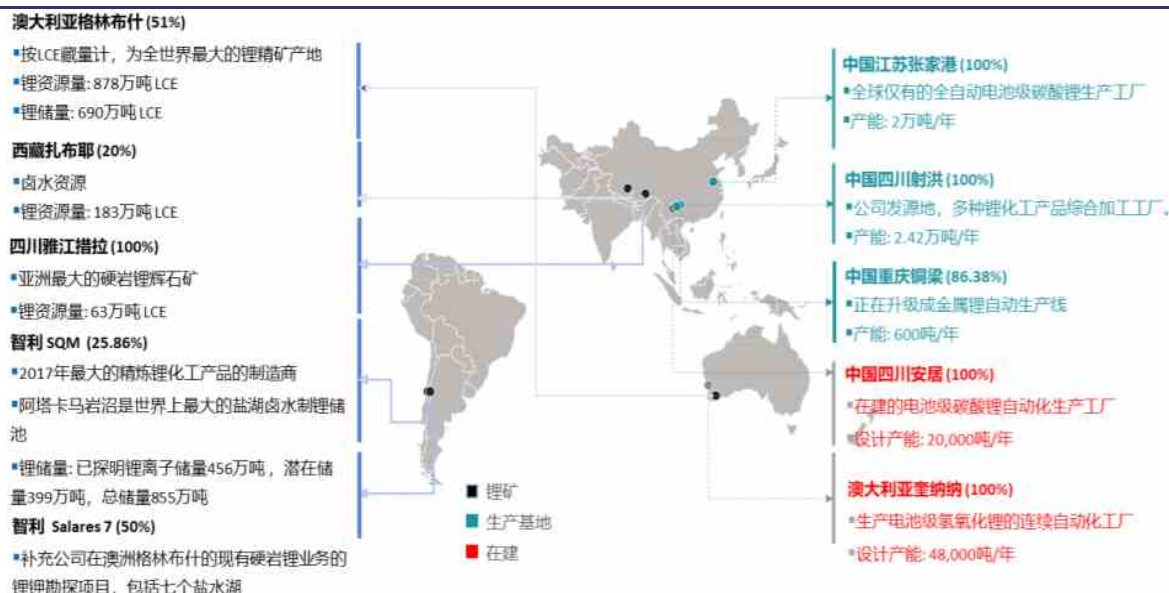 澳大利亚格林布什 (51%)
▪按LCE藏量计，为全世界最大的锂精矿产地
▪锂资源量: 878万吨 LCE
▪锂储量: 690万吨 LCE
西藏扎布耶 (20%)
▪卤水资源
▪锂资源量: 183万吨 LCE
四川雅江措拉 (100%)
▪亚洲最大的硬岩锂辉石矿
▪锂资源量: 63万吨 LCE
智利 SQM (25.86%)
▪2017年最大的精炼锂化工产品的制造商
▪阿塔卡马岩沼是世界上最大的盐湖卤水制锂储
池
▪锂储量: 已探明锂离子储量456万吨，潜在储
量399万吨，总储量855万吨
智利 Salares 7 (50%)
▪补充公司在澳洲格林布什的现有硬岩锂业务的
锂钾勘探项目，包括七个盐水湖
■ 锂矿
■ 生产基地
■ 在建
中国江苏张家港 (100%)
▪全球仅有的全自动电池级碳酸锂生产工厂
▪产能: 2万吨/年
中国四川射洪 (100%)
▪公司发源地，多种锂化工产品综合加工工厂。
▪产能: 2.42万吨/年
中国重庆铜梁 (86.38%)
▪正在升级成金属锂自动生产线
▪产能: 600吨/年
中国四川安居 (100%)
▪在建的电池级碳酸锂自动化生产工厂
▪设计产能: 20,000吨/年
澳大利亚奎纳纳 (100%)
▪生产电池级氢氧化锂的连续自动化工厂
▪设计产能: 48,000吨/年